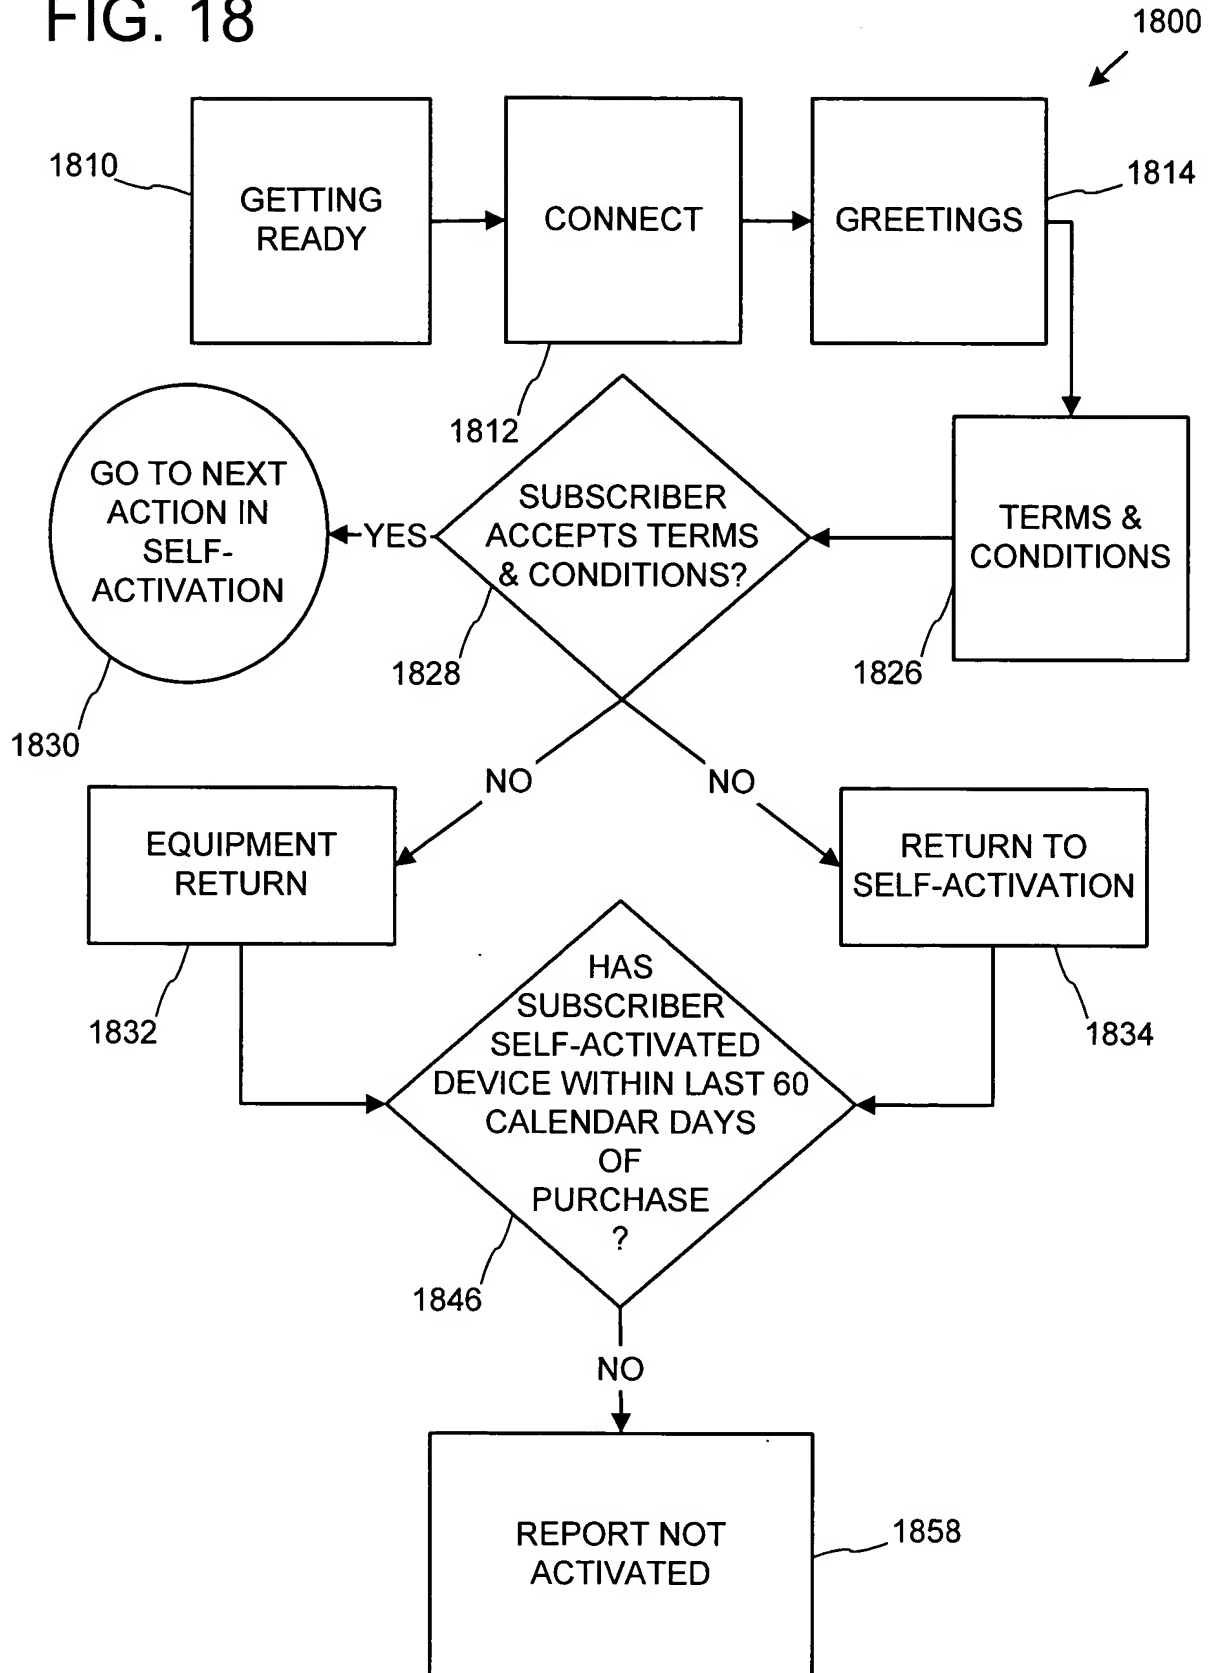 FIG. 18
1800
1810
GETTING
READY
CONNECT
GREETINGS
1814
1812
GO TO NEXT
ACTION IN
SELF-
ACTIVATION
YES
SUBSCRIBER
ACCEPTS TERMS
& CONDITIONS?
TERMS &
CONDITIONS
1828
1826
1830
NO
NO
EQUIPMENT
RETURN
RETURN TO
SELF-ACTIVATION
1832
1834
HAS
SUBSCRIBER
SELF-ACTIVATED
DEVICE WITHIN LAST 60
CALENDAR DAYS
OF
PURCHASE
?
1846
NO
REPORT NOT
ACTIVATED
1858